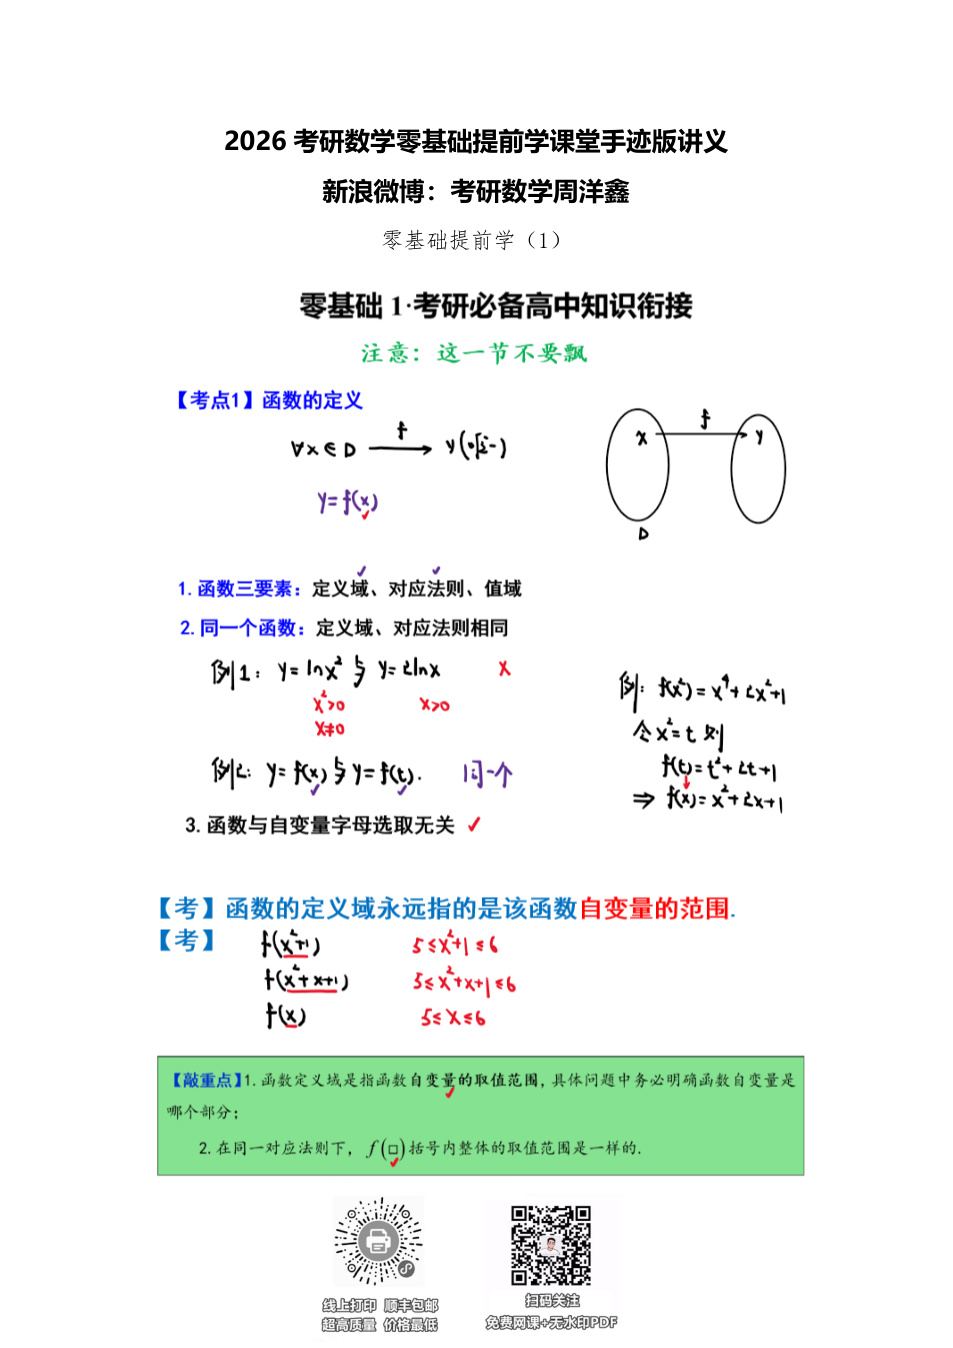 2026 考研数学零基础提前学课堂手迹版讲义
新浪微博：考研数学周洋鑫
零基础提前学（1）
零基础 1·考研必备高中知识衔接
注意：这一节不要飘
【考点1】函数的定义
∀x∈D →f y(唯一)
y=f(x)
x f y
D
1.函数三要素：定义域、对应法则、值域
2.同一个函数：定义域、对应法则相同
例1：y=lnx² 与 y=2lnx ×
x²>0 x>0
x≠0
例2：y=f(x)与y=f(t). 同一个
例：f(x²)=x⁴+2x²+1
令x²=t 则
f(t)=t²+2t+1
⇒ f(x)=x²+2x+1
3.函数与自变量字母选取无关
【考】函数的定义域永远指的是该函数自变量的范围.
【考】 f(x²+1) 5≤x²+1≤6
f(x²+x+1) 5≤x²+x+1≤6
f(x) 5≤x≤6
【敲重点】1.函数定义域是指函数自变量的取值范围，具体问题中务必明确函数自变量是
哪个部分；
2.在同一对应法则下，f(□)括号内整体的取值范围是一样的.
线上打印 顺丰包邮
超高质量 价格最低
扫码关注
免费网课+无水印PDF